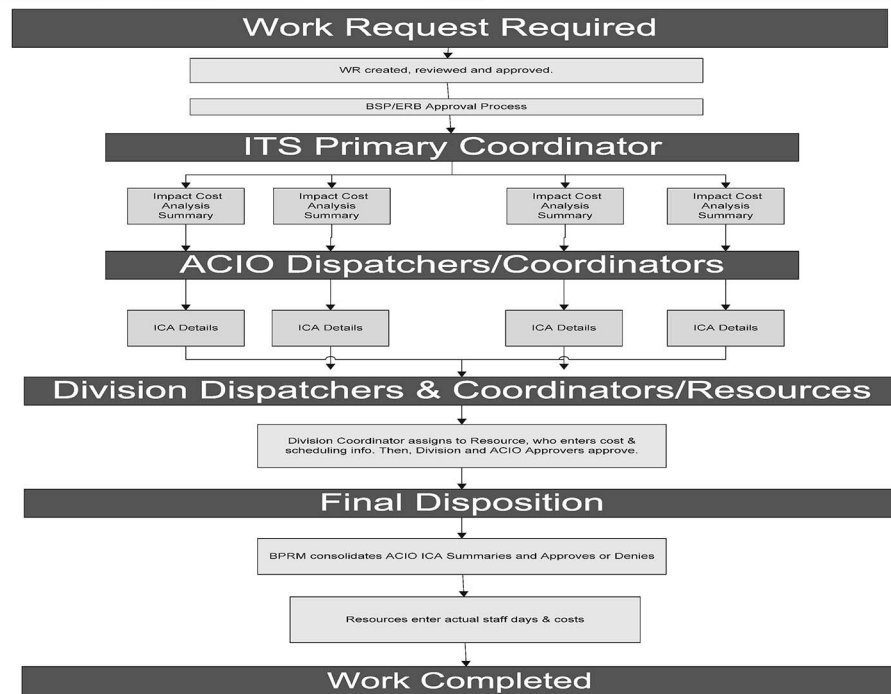 Work Request Required
WR created, reviewed and approved.
BSP/ERB Approval Process
ITS Primary Coordinator
Impact Cost
Analysis
Summary
Impact Cost
Analysis
Summary
Impact Cost
Analysis
Summary
Impact Cost
Analysis
Summary
ACIO Dispatchers/Coordinators
ICA Details
ICA Details
ICA Details
ICA Details
Division Dispatchers & Coordinators/Resources
Division Coordinator assigns to Resource, who enters cost &
scheduling info. Then, Division and ACIO Approvers approve.
Final Disposition
BPRM consolidates ACIO ICA Summaries and Approves or Denies
Resources enter actual staff days & costs
Work Completed